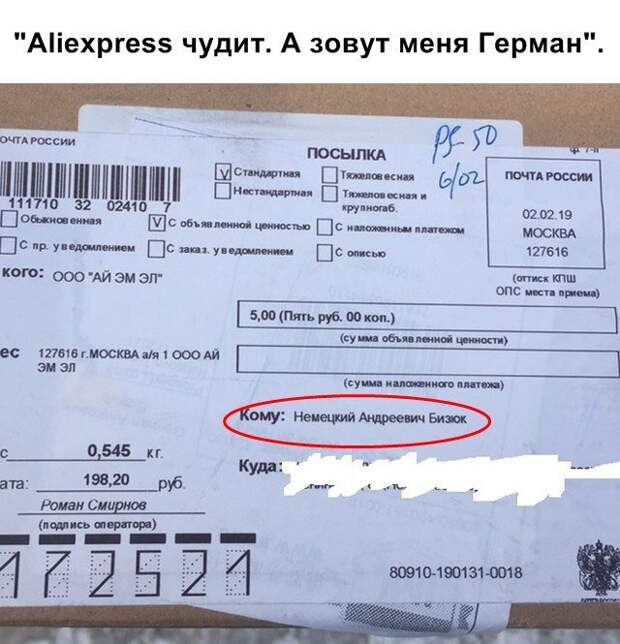 "Aliexpress чудит. А зовут меня Герман".
PS-50
6/02
ОЧТА РОССИИ
ПОСЫЛКА
111710 32 02410 7
V Стандартная
Тяжеловесная
Нестандартная
Тяжеловесная и
крупногаб.
Обыкновенная
V С объявленной ценностью
С наложенным платежом
С пр. уведомлением
С заказ. уведомлением
С описью
ПОЧТА РОССИИ
02.02.19
МОСКВА
127616
(оттиск КПШ
ОПС места приема)
кого: ООО "АЙ ЭМ ЭЛ"
5,00 (Пять руб. 00 коп.)
(сумма объявленной ценности)
ес 127616 г.МОСКВА а/я 1 ООО АЙ
ЭМ ЭЛ
(сумма наложенного платежа)
Кому: Немецкий Андреевич Бизюк
с 0,545 кг.
Куда:
ата: 198,20 руб.
Роман Смирнов
(подпись оператора)
172521
80910-190131-0018